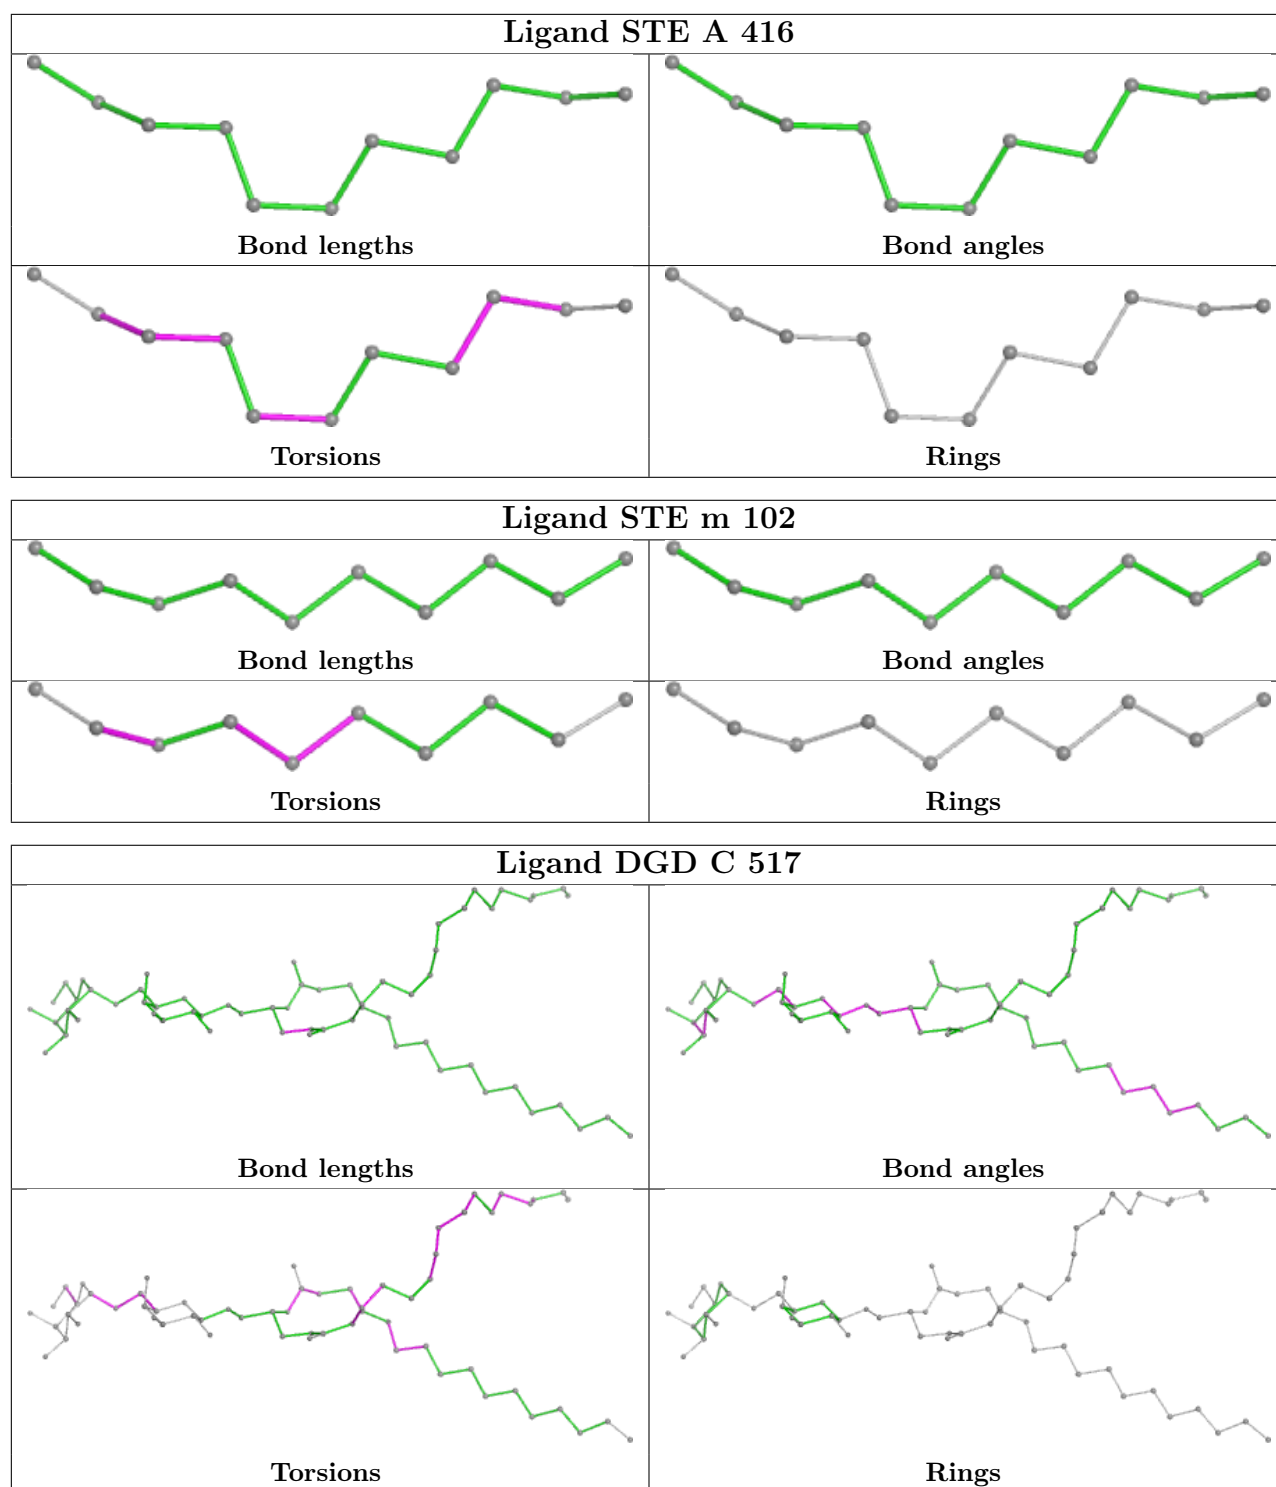 Ligand STE A 416
Bond lengths
Bond angles
Torsions
Rings
Ligand STE m 102
Bond lengths
Bond angles
Torsions
Rings
Ligand DGD C 517
Bond lengths
Bond angles
Torsions
Rings